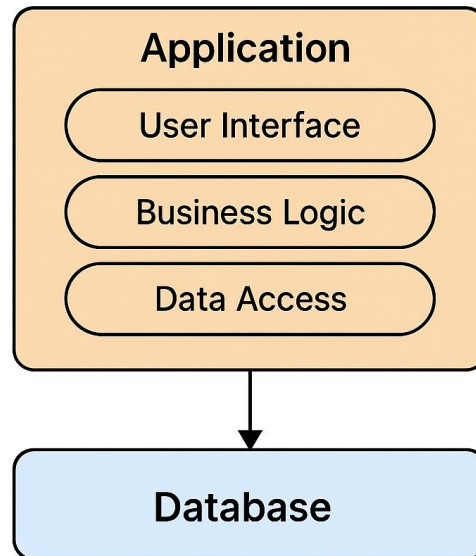 Application
User Interface
Business Logic
Data Access
Database